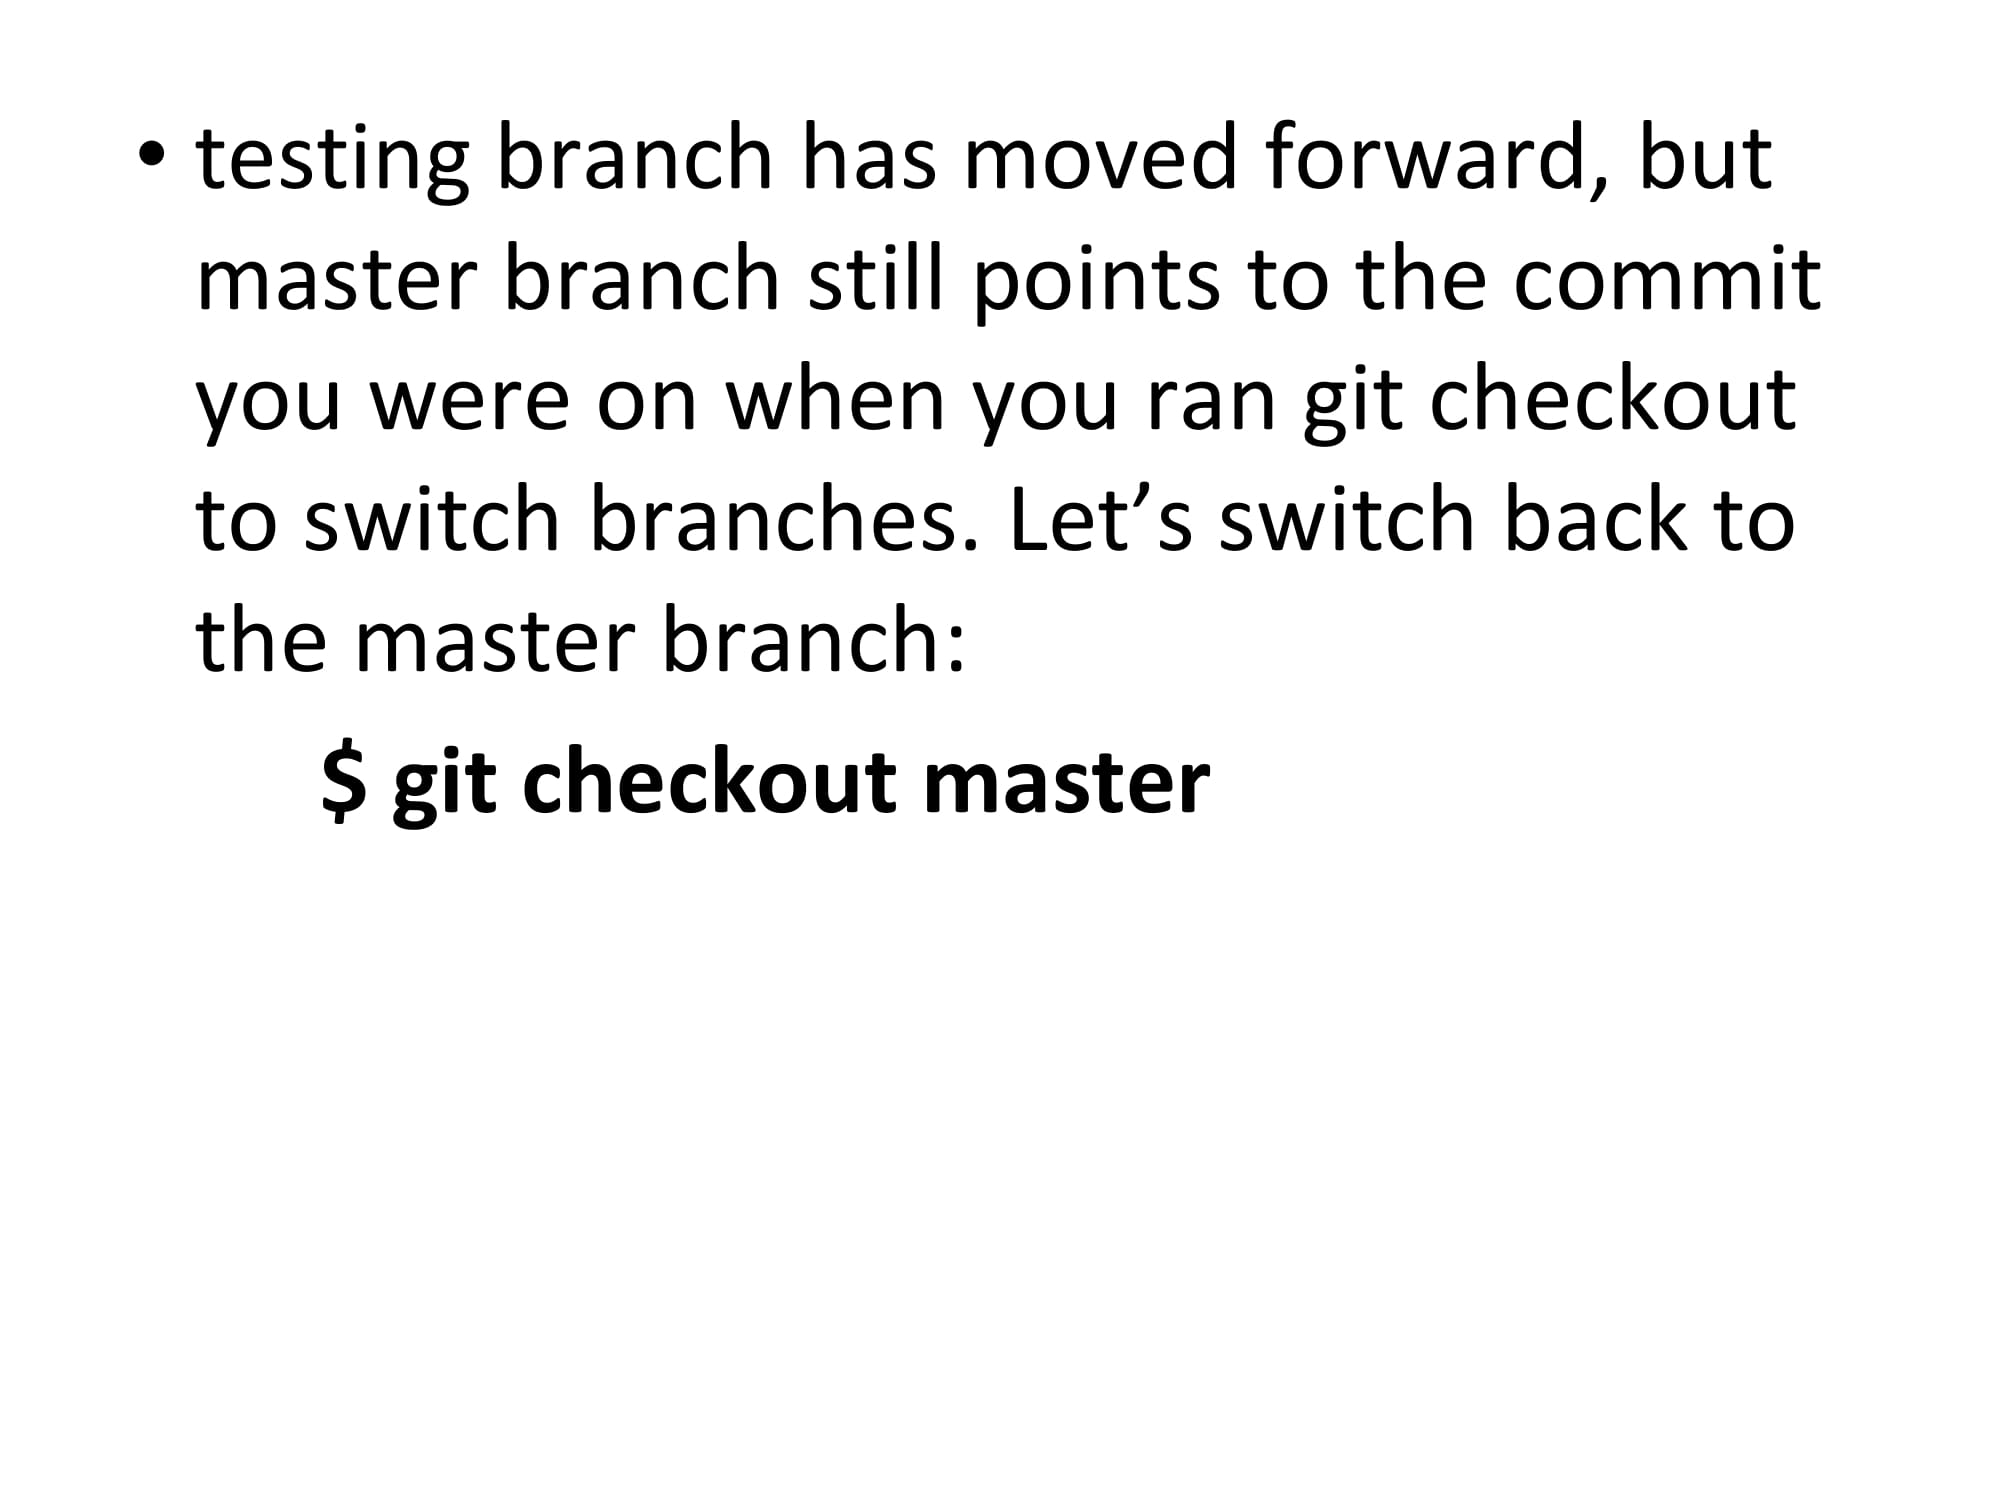 • testing branch has moved forward, but
master branch still points to the commit
you were on when you ran git checkout
to switch branches. Let’s switch back to
the master branch:
$ git checkout master